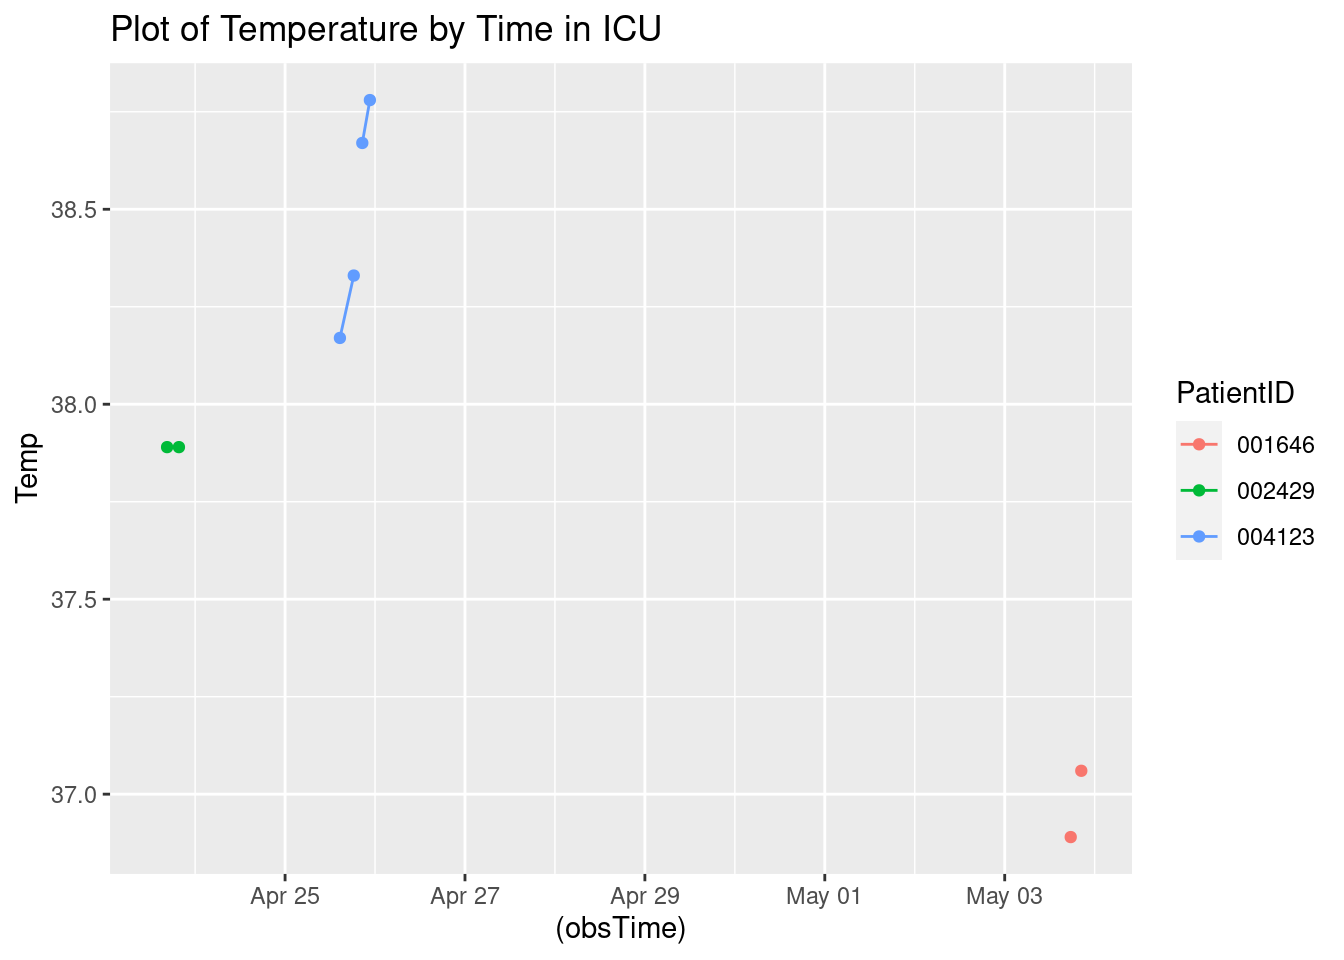 Plot of Temperature by Time in ICU
38.5
38.0
37.5
37.0
Temp
Apr 25
Apr 27
Apr 29
May 01
May 03
(obsTime)
PatientID
001646
002429
004123